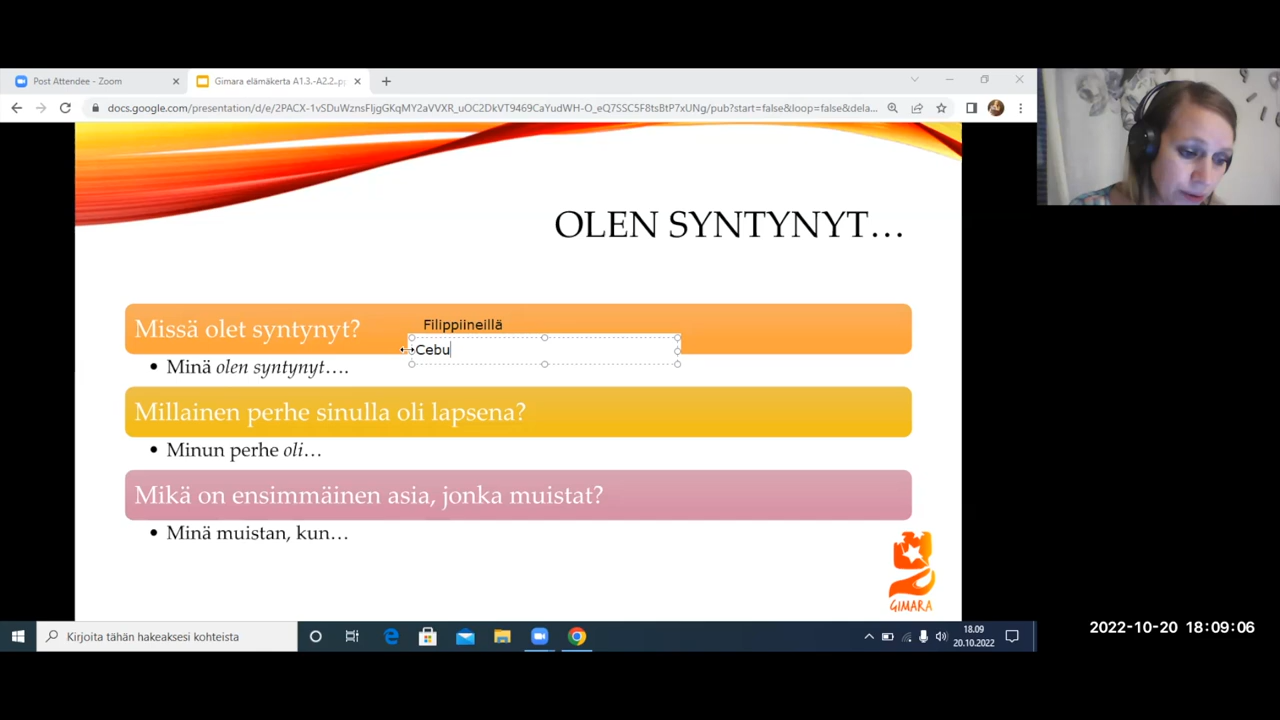 Post Attendee - Zoom
Gimara elämäkerta A1.3.-A2.2..pp
docs.google.com/presentation/d/e/2PACX-1vSDuWznsFIjgGKqMY2aVVXR_uOC2DkVT9469CaYudWH-O_eQ7SSC5F8tsBtP7xUNg/pub?start=false&loop=false&dela...
OLEN SYNTYNYT...
Missä olet syntynyt?
Filippiineillä
Cebu
• Minä olen syntynyt....
Millainen perhe sinulla oli lapsena?
• Minun perhe oli...
Mikä on ensimmäinen asia, jonka muistat?
• Minä muistan, kun...
GIMARA
Kirjoita tähän hakeaksesi kohteista
18.09
20.10.2022
2022-10-20 18:09:06